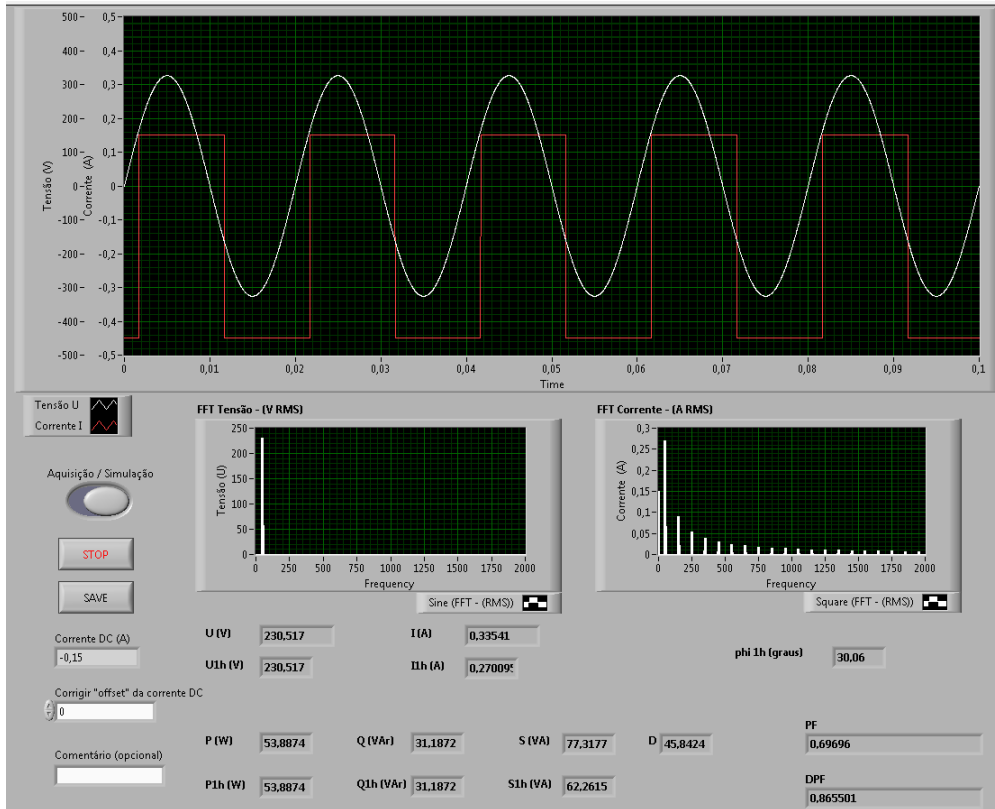 500
400
300
200
100
0
-100
-200
-300
-400
-500
Tensão (V)
0,5
0,4
0,3
0,2
0,1
0
-0,1
-0,2
-0,3
-0,4
-0,5
Corrente (A)
0 0,01 0,02 0,03 0,04 0,05 0,06 0,07 0,08 0,09 0,1
Time
Tensão U
Corrente I
Aquisição / Simulação
STOP
SAVE
Corrente DC (A)
-0,15
Corrigir "offset" da corrente DC
0
Comentário (opcional)
FFT Tensão - (V RMS)
250
200
150
100
50
0
Tensão (U)
0 250 500 750 1000 1250 1500 1750 2000
Frequency
Sine (FFT - (RMS))
FFT Corrente - (A RMS)
0,3
0,25
0,2
0,15
0,1
0,05
0
Corrente (A)
0 250 500 750 1000 1250 1500 1750 2000
Frequency
Square (FFT - (RMS))
U (V) 230,517 I (A) 0,33541
U1h (V) 230,517 I1h (A) 0,270095
phi 1h (graus) 30,06
P (W) 53,8874 Q (VAr) 31,1872 S (VA) 77,3177 D 45,8424
P1h (W) 53,8874 Q1h (VAr) 31,1872 S1h (VA) 62,2615
PF
0,69696
DPF
0,865501